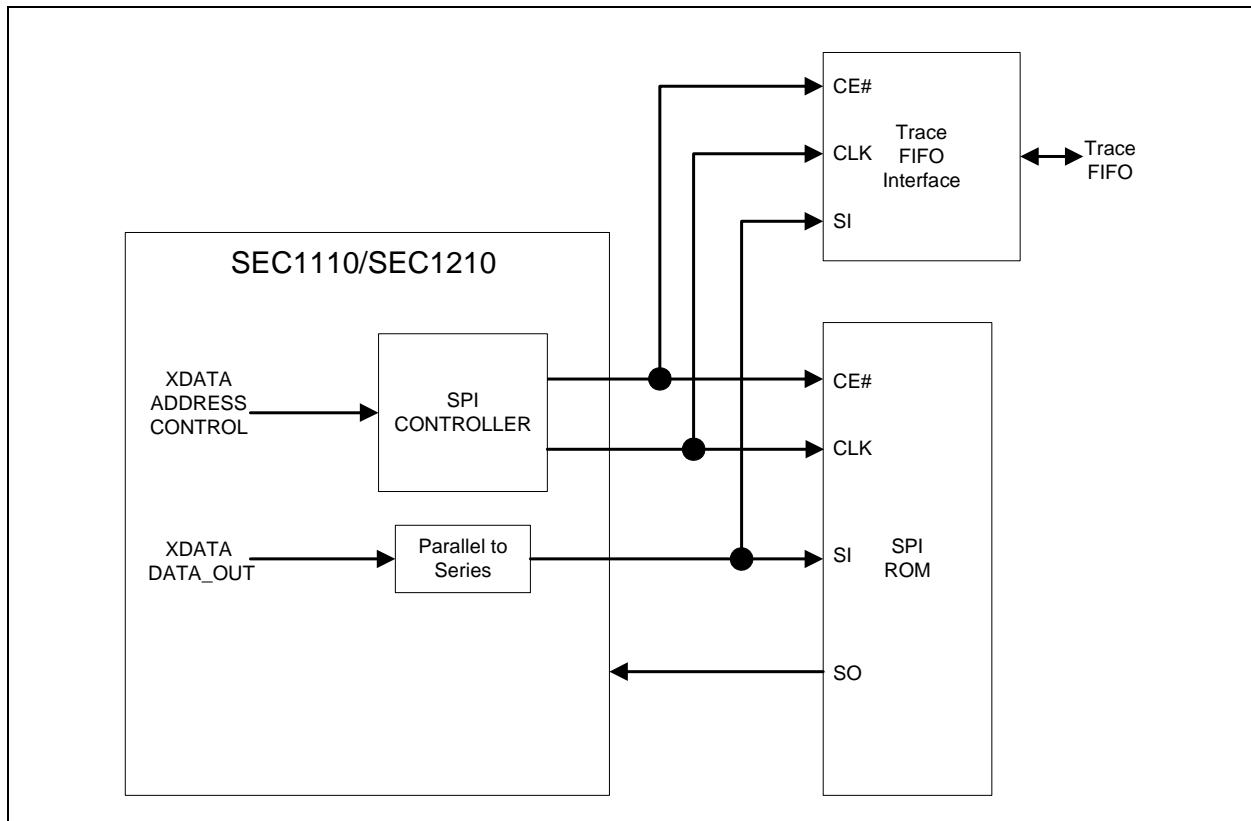 CE#
CLK
SI
Trace
FIFO
Interface
Trace
FIFO
SEC1110/SEC1210
XDATA
ADDRESS
CONTROL
SPI
CONTROLLER
XDATA
DATA_OUT
Parallel to
Series
CE#
CLK
SI
SO
SPI
ROM